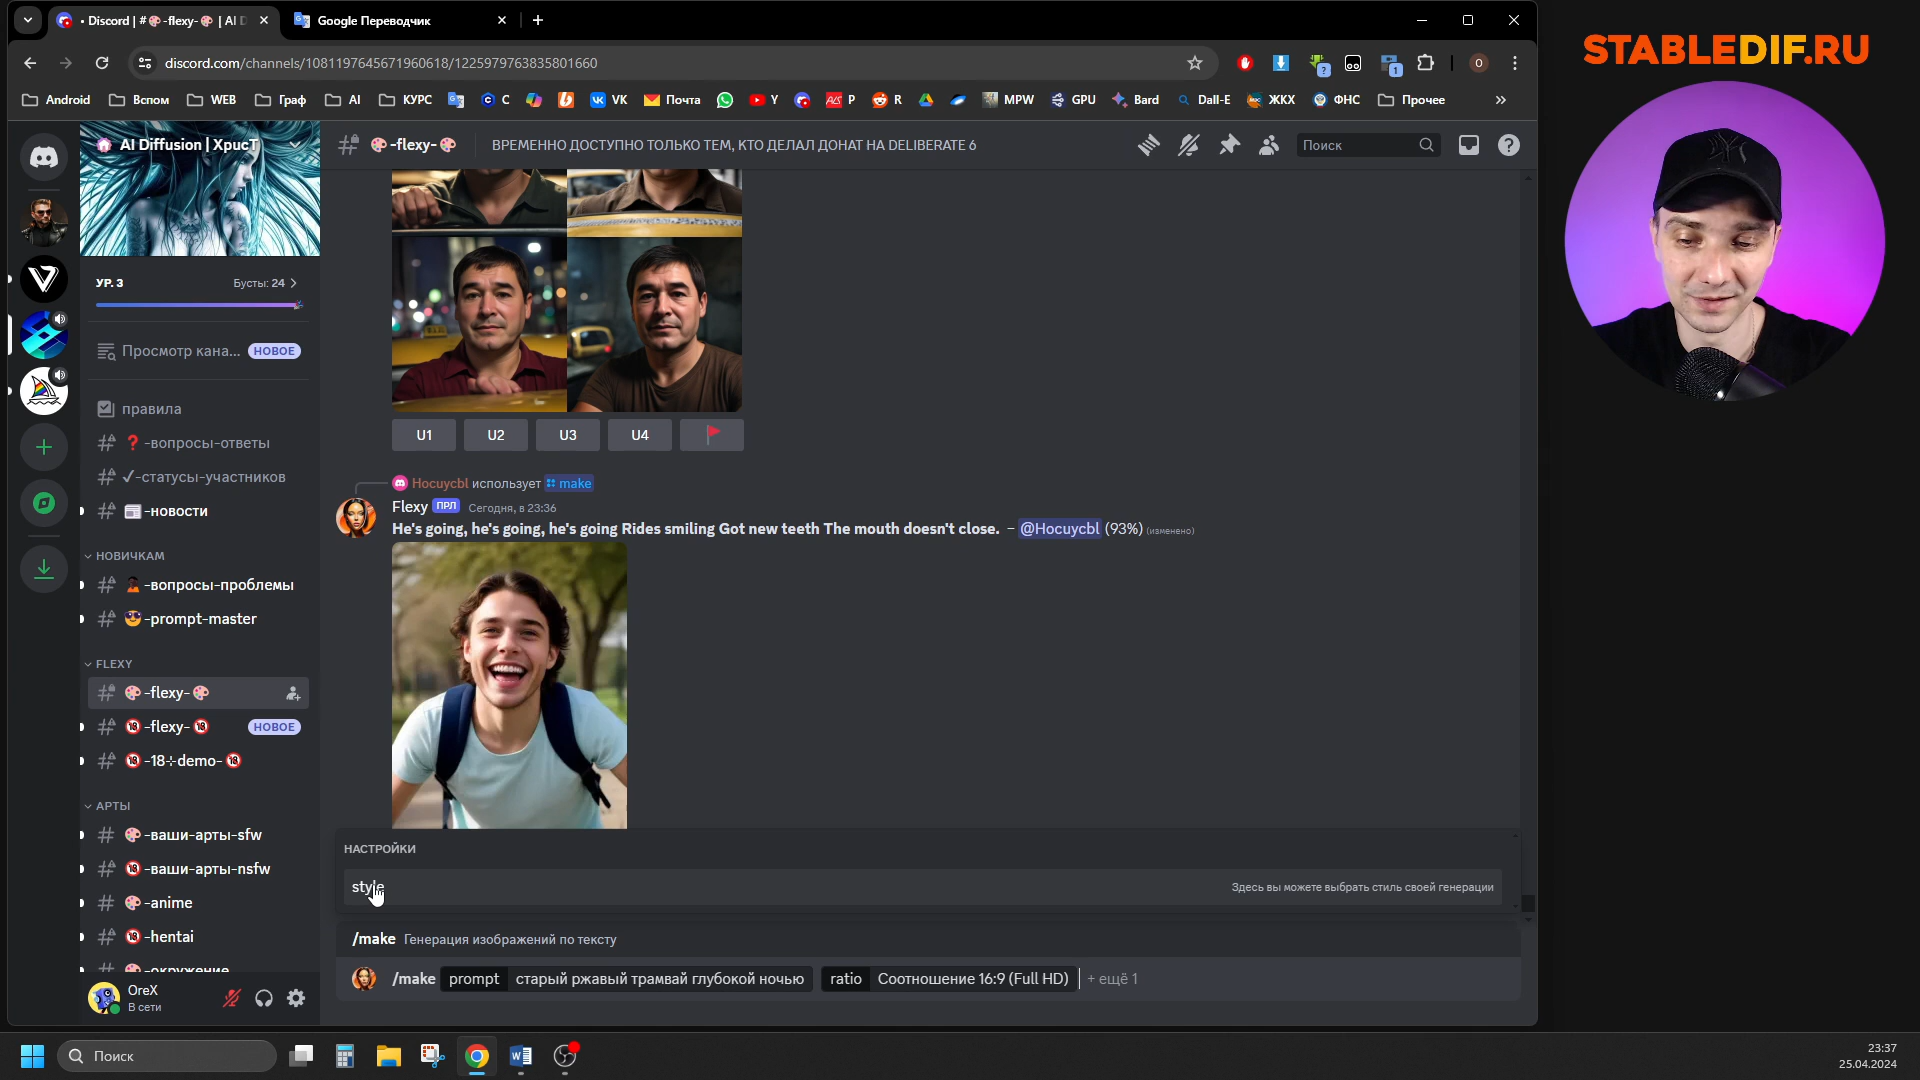 • Discord | #🎨-flexy-🎨 | AI D
Google Переводчик
STABLEDIF.RU
discord.com/channels/1081197645671960618/1225979763835801660
O
Android
Вспом
WEB
Граф
AI
КУРС
C
VK
Почта
Y
P
R
MPW
GPU
Bard
Dall-E
ЖКХ
ФНС
Прочее
AI Diffusion | ХрисТ
-flexy-
ВРЕМЕННО ДОСТУПНО ТОЛЬКО ТЕМ, КТО ДЕЛАЛ ДОНАТ НА DELIBERATE 6
Поиск
УР. 3
Бусты: 24
Просмотр кана...
НОВОЕ
правила
-вопросы-ответы
-статусы-участников
-новости
НОВИЧКАМ
-вопросы-проблемы
-prompt-master
FLEXY
-flexy-
-flexy-
НОВОЕ
-18+demo-
АРТЫ
-ваши-арты-sfw
-ваши-арты-nsfw
-anime
-hentai
-окружение
OreX
В сети
U1
U2
U3
U4
Hocuycbl использует make
Flexy ПРЛ Сегодня, в 23:36
He's going, he's going, he's going Rides smiling Got new teeth The mouth doesn't close. – @Hocuycbl (93%) (изменено)
НАСТРОЙКИ
style
Здесь вы можете выбрать стиль своей генерации
/make Генерация изображений по тексту
/make prompt старый ржавый трамвай глубокой ночью ratio Соотношение 16:9 (Full HD) + ещё 1
Поиск
23:37
25.04.2024